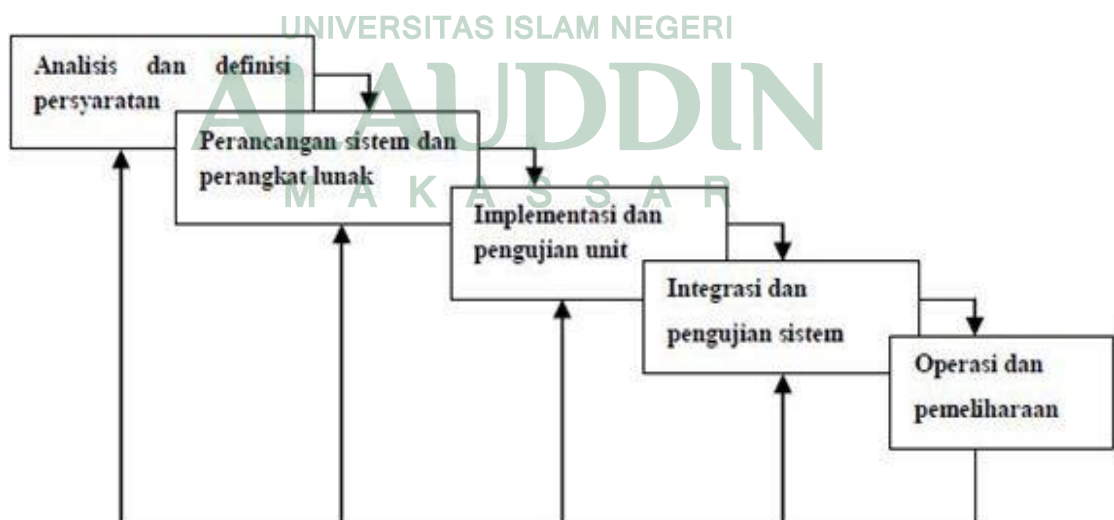 UNIVERSITAS ISLAM NEGERI
ALAUDDIN
MAKASSAR
Analisis dan definisi
persyaratan
Perancangan sistem dan
perangkat lunak
Implementasi dan
pengujian unit
Integrasi dan
pengujian sistem
Operasi dan
pemeliharaan